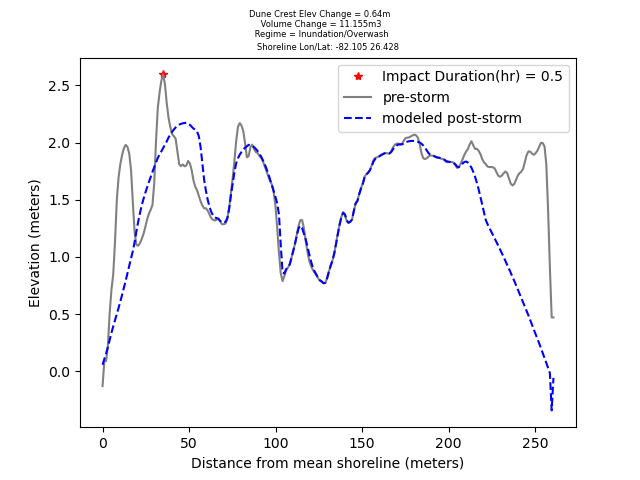 Dune Crest Elev Change = 0.64m
Volume Change = 11.155m3
Regime = Inundation/Overwash
Shoreline Lon/Lat: -82.105 26.428
Impact Duration(hr) = 0.5
pre-storm
modeled post-storm
Elevation (meters)
2.5
2.0
1.5
1.0
0.5
0.0
0 50 100 150 200 250
Distance from mean shoreline (meters)